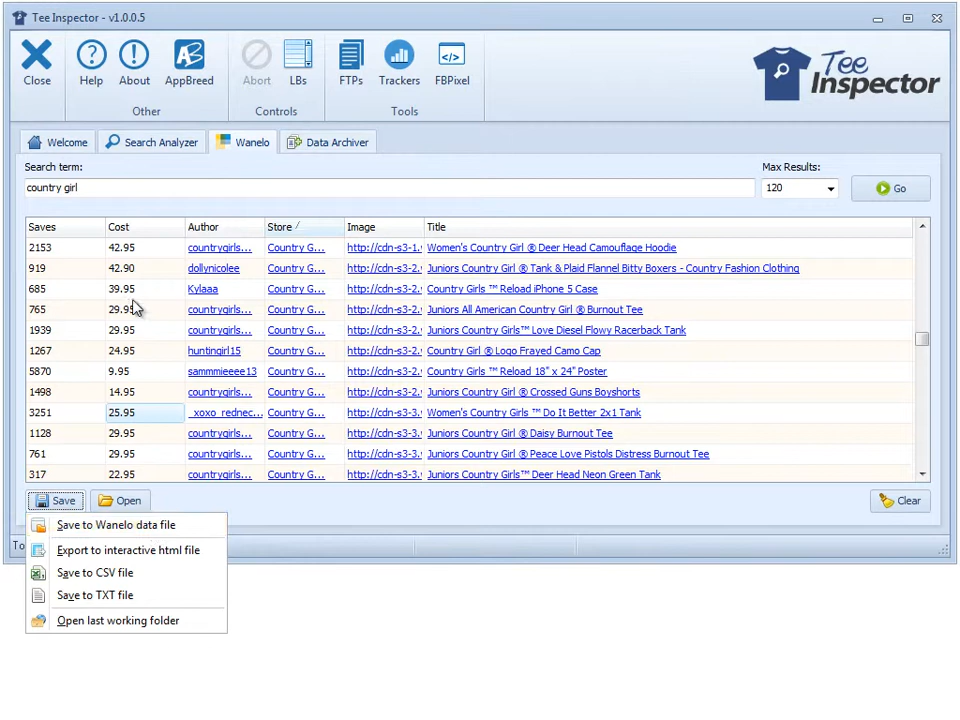 Tee Inspector - v1.0.0.5
Close
Help
About
AppBreed
Abort
LBs
FTPs
Trackers
FBPixel
Other
Controls
Tools
Tee
Inspector
Welcome
Search Analyzer
Wanelo
Data Archiver
Search term:
Max Results:
country girl
120
Go
Saves Cost Author Store Image Title
2153 42.95 countrygirls... Country G... http://cdn-s3-1. Women's Country Girl ® Deer Head Camouflage Hoodie
919 42.90 dollynicolee Country G... http://cdn-s3-2. Juniors Country Girl ® Tank & Plaid Flannel Bitty Boxers - Country Fashion Clothing
685 39.95 Kylaaa Country G... http://cdn-s3-2. Country Girls ™ Reload iPhone 5 Case
765 29.95 countrygirls... Country G... http://cdn-s3-2. Juniors All American Country Girl ® Burnout Tee
1939 29.95 countrygirls... Country G... http://cdn-s3-2. Juniors Country Girls™ Love Diesel Flowy Racerback Tank
1267 24.95 huntingirl15 Country G... http://cdn-s3-2. Country Girl ® Logo Frayed Camo Cap
5870 9.95 sammmieeee13 Country G... http://cdn-s3-2. Country Girls ™ Reload 18" x 24" Poster
1498 14.95 countrygirls... Country G... http://cdn-s3-2. Juniors Country Girl ® Crossed Guns Boyshorts
3251 25.95 _xoxo_rednec... Country G... http://cdn-s3-3. Women's Country Girls ™ Do It Better 2x1 Tank
1128 29.95 countrygirls... Country G... http://cdn-s3-3. Juniors Country Girl ® Daisy Burnout Tee
761 29.95 countrygirls... Country G... http://cdn-s3-3. Juniors Country Girl ® Peace Love Pistols Distress Burnout Tee
317 22.95 countrygirls... Country G... http://cdn-s3-3. Juniors Country Girls™ Deer Head Neon Green Tank
Save
Open
Clear
Save to Wanelo data file
Export to interactive html file
Save to CSV file
Save to TXT file
Open last working folder